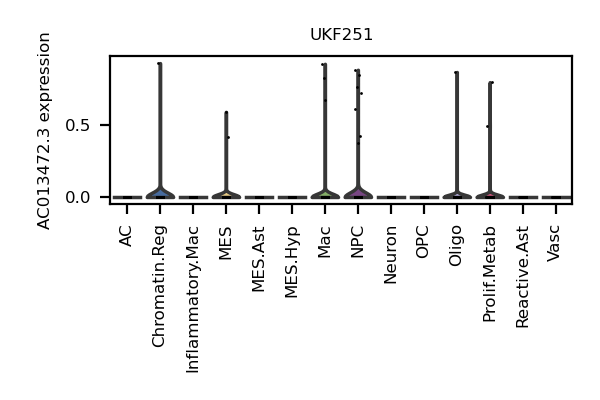 UKF251
AC013472.3 expression
0.5
0.0
AC
Chromatin.Reg
Inflammatory.Mac
MES
MES.Ast
MES.Hyp
Mac
NPC
Neuron
OPC
Oligo
Prolif.Metab
Reactive.Ast
Vasc